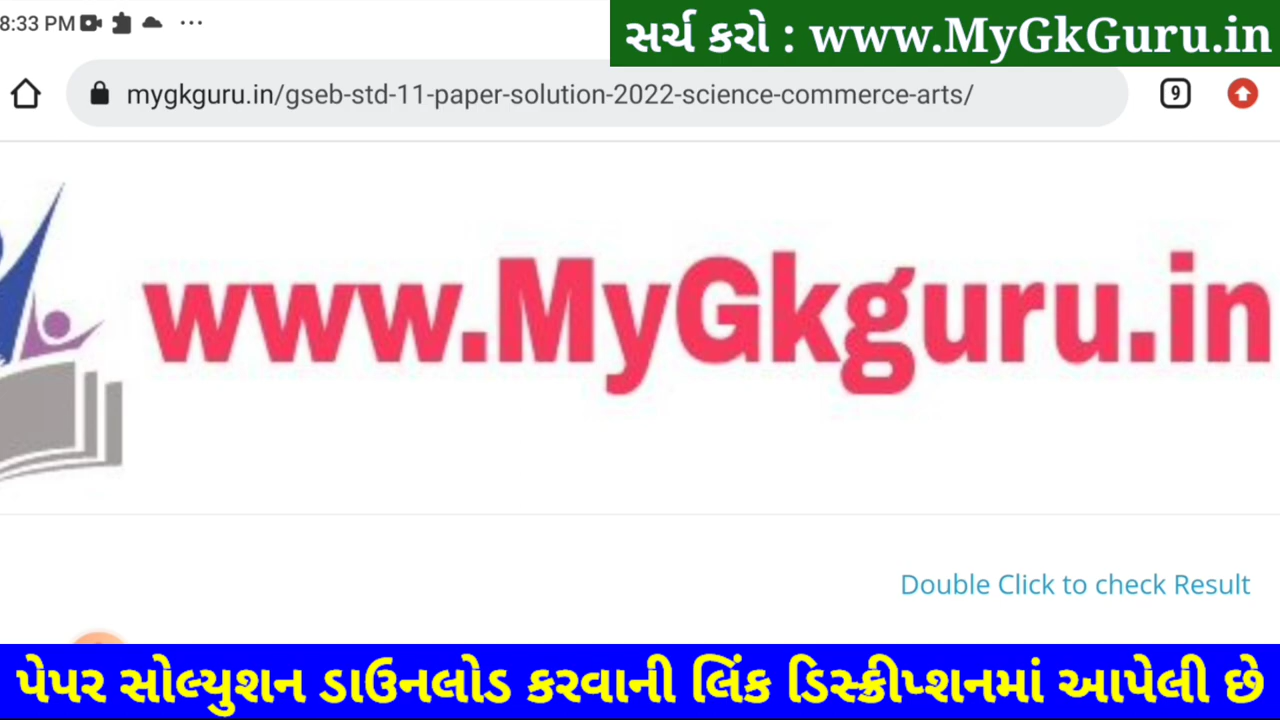 8:33 PM
સર્ચ કરો : www.MyGkGuru.in
mygkguru.in/gseb-std-11-paper-solution-2022-science-commerce-arts/
9
www.MyGkguru.in
Double Click to check Result
પેપર સોલ્યુશન ડાઉનલોડ કરવાની લિંક ડિસ્ક્રીપ્શનમાં આપેલી છે